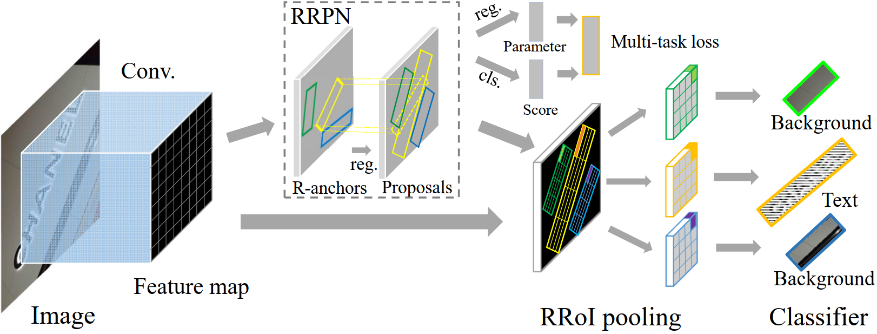 RRPN
reg.
cls.
Parameter
Score
Multi-task loss
Conv.
HANEL
R-anchors
reg.
Proposals
Background
Text
Background
Feature map
Image
RRoI pooling
Classifier